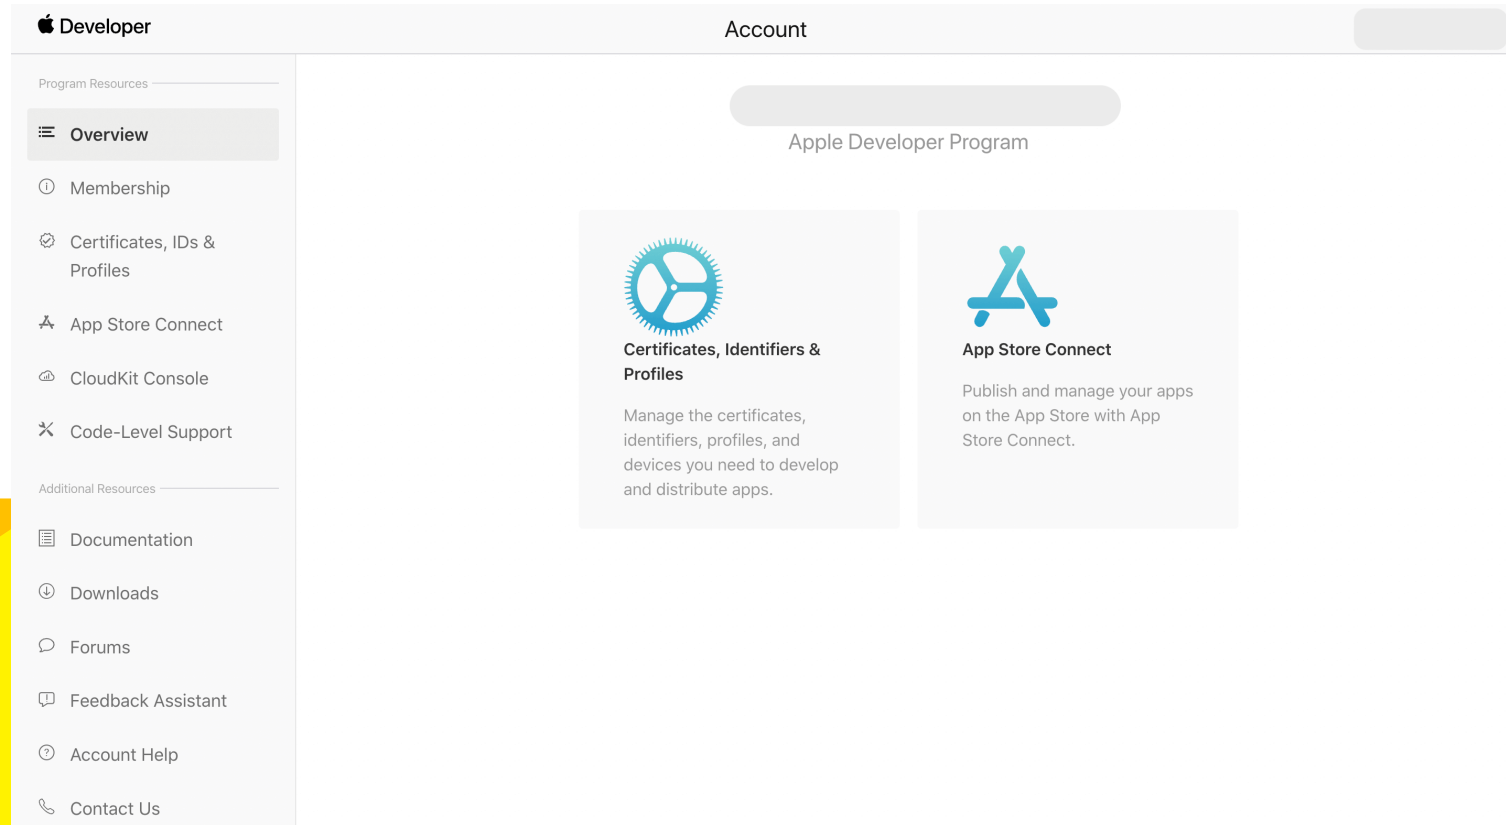 Developer
Account
Program Resources
Overview
Membership
Certificates, IDs &
Profiles
App Store Connect
CloudKit Console
Code-Level Support
Additional Resources
Documentation
Downloads
Forums
Feedback Assistant
Account Help
Contact Us
Apple Developer Program
Certificates, Identifiers &
Profiles
Manage the certificates,
identifiers, profiles, and
devices you need to develop
and distribute apps.
App Store Connect
Publish and manage your apps
on the App Store with App
Store Connect.